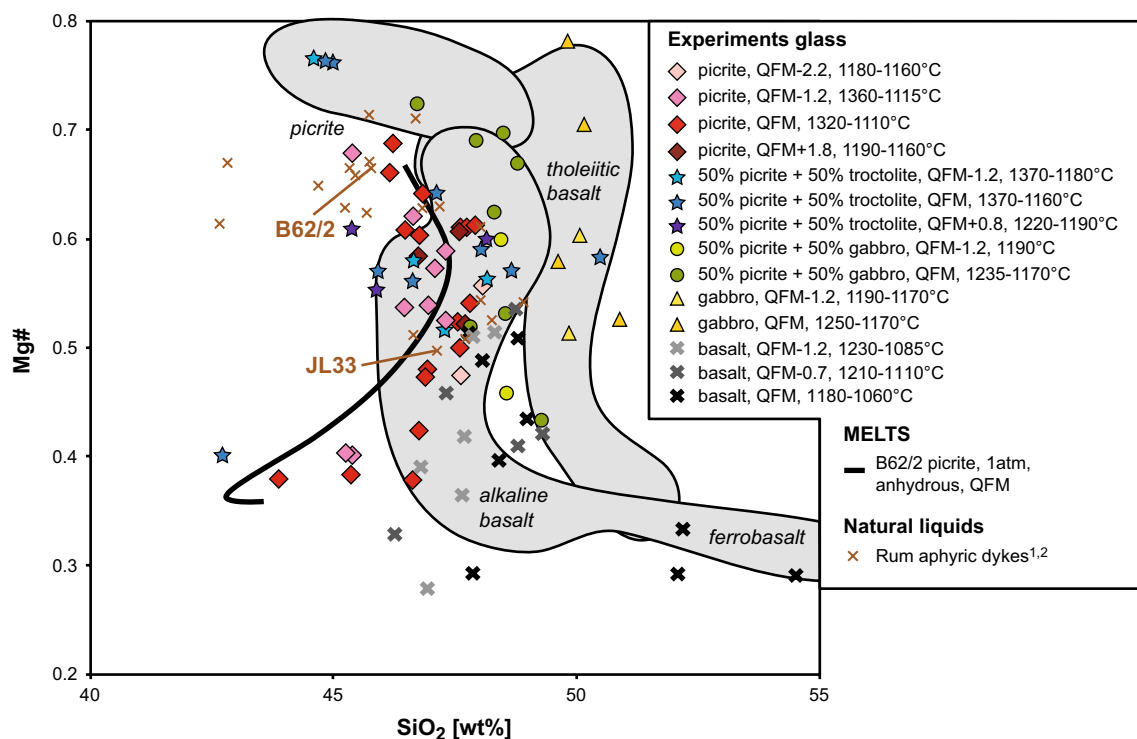 0.8
0.7
0.6
0.5
0.4
0.3
0.2
Mg#
40
45
50
55
SiO₂ [wt%]
picrite
tholeiitic
basalt
B62/2
JL33
alkaline
basalt
ferrobasalt
Experiments glass
picrite, QFM-2.2, 1180-1160°C
picrite, QFM-1.2, 1360-1115°C
picrite, QFM, 1320-1110°C
picrite, QFM+1.8, 1190-1160°C
50% picrite + 50% troctolite, QFM-1.2, 1370-1180°C
50% picrite + 50% troctolite, QFM, 1370-1160°C
50% picrite + 50% troctolite, QFM+0.8, 1220-1190°C
50% picrite + 50% gabbro, QFM-1.2, 1190°C
50% picrite + 50% gabbro, QFM, 1235-1170°C
gabbro, QFM-1.2, 1190-1170°C
gabbro, QFM, 1250-1170°C
basalt, QFM-1.2, 1230-1085°C
basalt, QFM-0.7, 1210-1110°C
basalt, QFM, 1180-1060°C
MELTS
B62/2 picrite, 1atm,
anhydrous, QFM
Natural liquids
Rum aphyric dykes¹,²